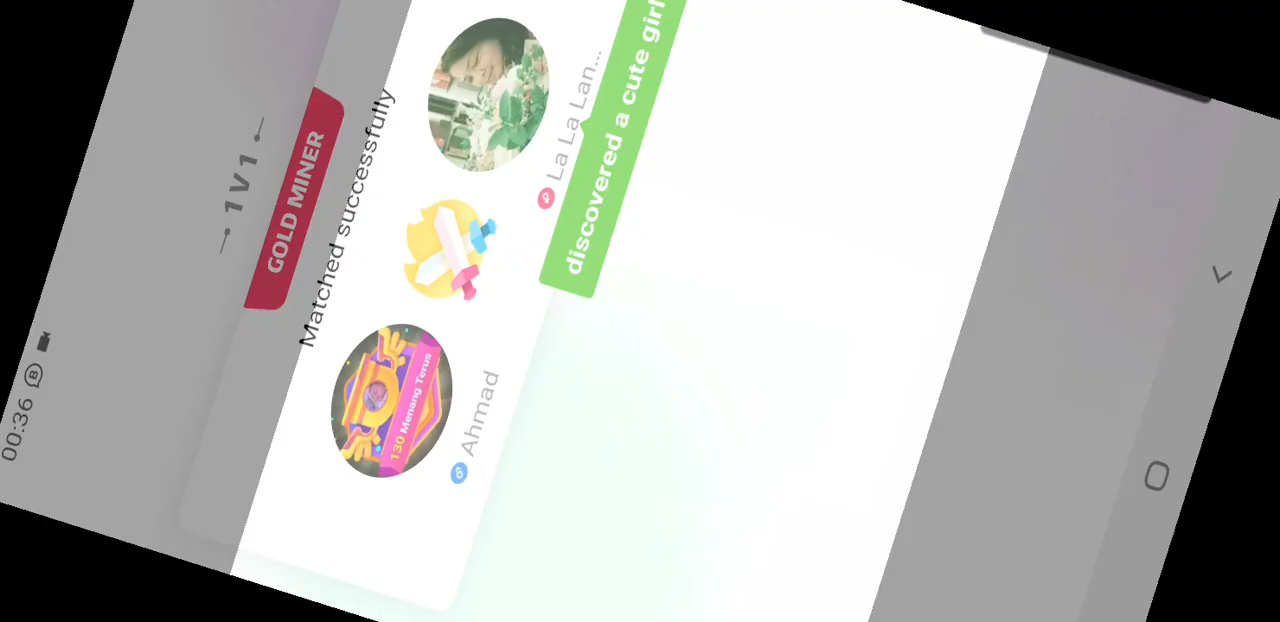 00:36
1V1
GOLD MINER
Matched successfully
130 Menang Terus
Ahmad
La La Lan...
discovered a cute girl